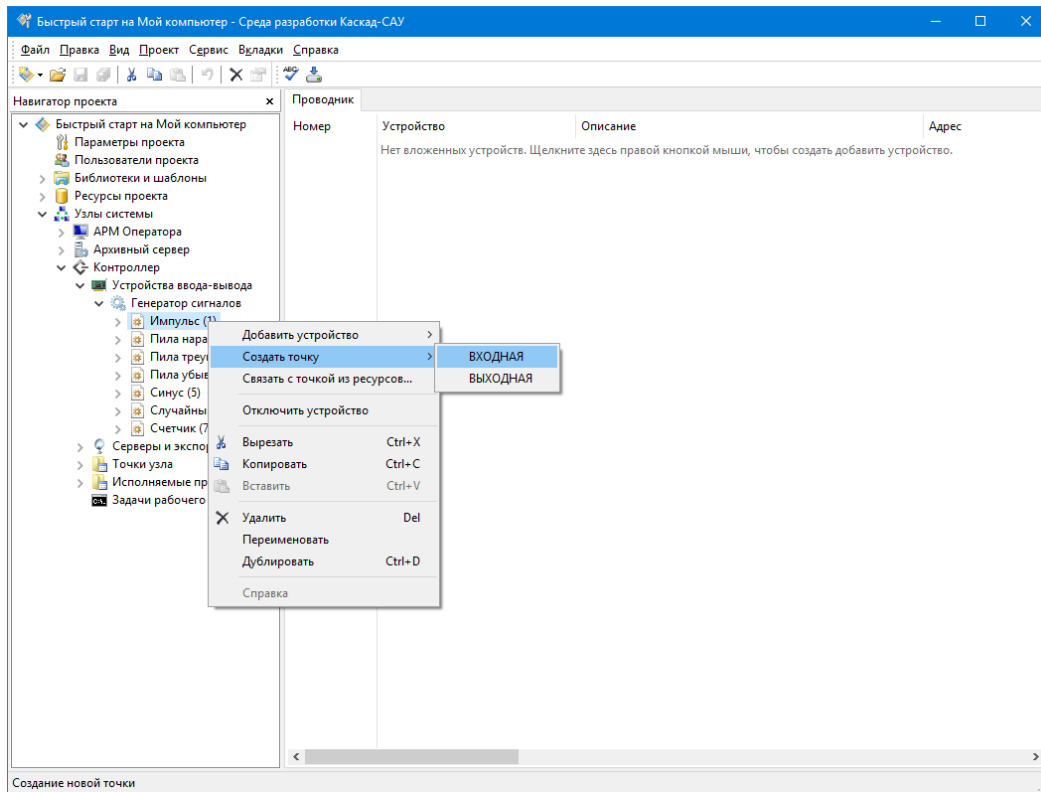 Быстрый старт на Мой компьютер - Среда разработки Каскад-САУ
Файл Правка Вид Проект Сервис Вкладки Справка
Навигатор проекта
Проводник
Быстрый старт на Мой компьютер
Параметры проекта
Пользователи проекта
Библиотеки и шаблоны
Ресурсы проекта
Узлы системы
АРМ Оператора
Архивный сервер
Контроллер
Устройства ввода-вывода
Генератор сигналов
Импульс (1)
Пила нара
Пила треу
Пила убые
Синус (5)
Случайны
Счетчик (7
Серверы и экспо
Точки узла
Исполняемые пр
Задачи рабочего
Номер Устройство Описание Адрес
Нет вложенных устройств. Щелкните здесь правой кнопкой мыши, чтобы создать добавить устройство.
Добавить устройство
Создать точку
Связать с точкой из ресурсов...
Отключить устройство
Вырезать Ctrl+X
Копировать Ctrl+C
Вставить Ctrl+V
Удалить Del
Переименовать
Дублировать Ctrl+D
Справка
ВХОДНАЯ
ВЫХОДНАЯ
Создание новой точки